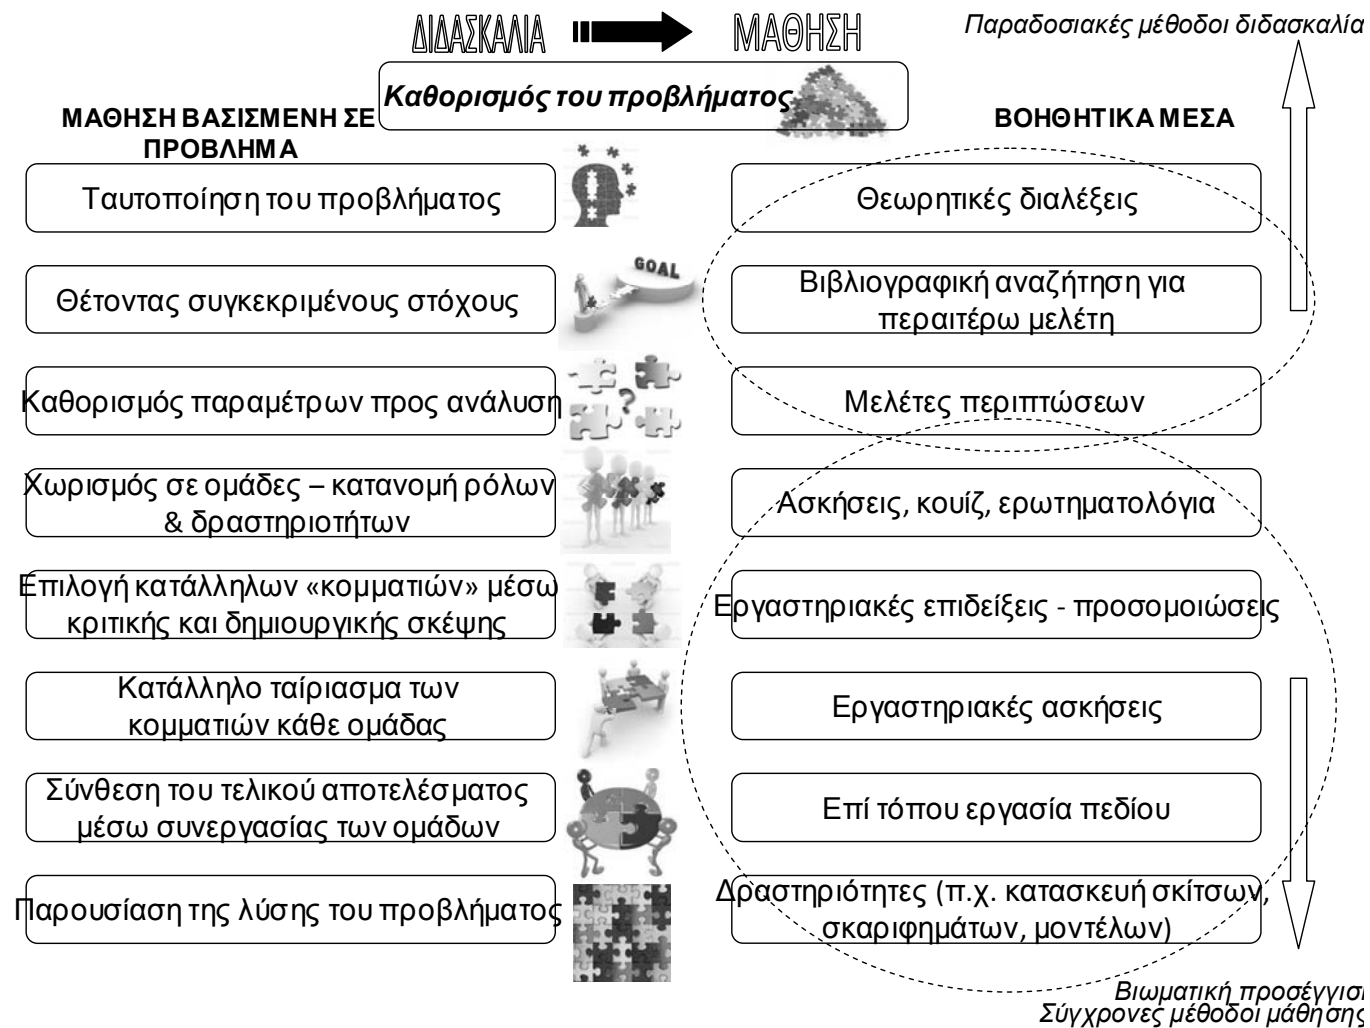 ΔΙΔΑΣΚΑΛΙΑ
ΜΑΘΗΣΗ
Παραδοσιακές μέθοδοι διδασκαλία
Καθορισμός του προβλήματος
ΜΑΘΗΣΗ ΒΑΣΙΣΜΕΝΗ ΣΕ
ΠΡΟΒΛΗΜΑ
ΒΟΗΘΗΤΙΚΑ ΜΕΣΑ
Ταυτοποίηση του προβλήματος
Θεωρητικές διαλέξεις
Θέτοντας συγκεκριμένους στόχους
GOAL
Βιβλιογραφική αναζήτηση για
περαιτέρω μελέτη
Καθορισμός παραμέτρων προς ανάλυση
?
Μελέτες περιπτώσεων
Χωρισμός σε ομάδες – κατανομή ρόλων
& δραστηριοτήτων
Ασκήσεις, κουίζ, ερωτηματολόγια
Επιλογή κατάλληλων «κομματιών» μέσω
κριτικής και δημιουργικής σκέψης
Εργαστηριακές επιδείξεις - προσομοιώσεις
Κατάλληλο ταίριασμα των
κομματιών κάθε ομάδας
Εργαστηριακές ασκήσεις
Σύνθεση του τελικού αποτελέσματος
μέσω συνεργασίας των ομάδων
Επί τόπου εργασία πεδίου
Παρουσίαση της λύσης του προβλήματος
Δραστηριότητες (π.χ. κατασκευή σκίτσων,
σκαριφημάτων, μοντέλων)
Βιωματική προσέγγισι
Σύγχρονες μέθοδοι μάθησης